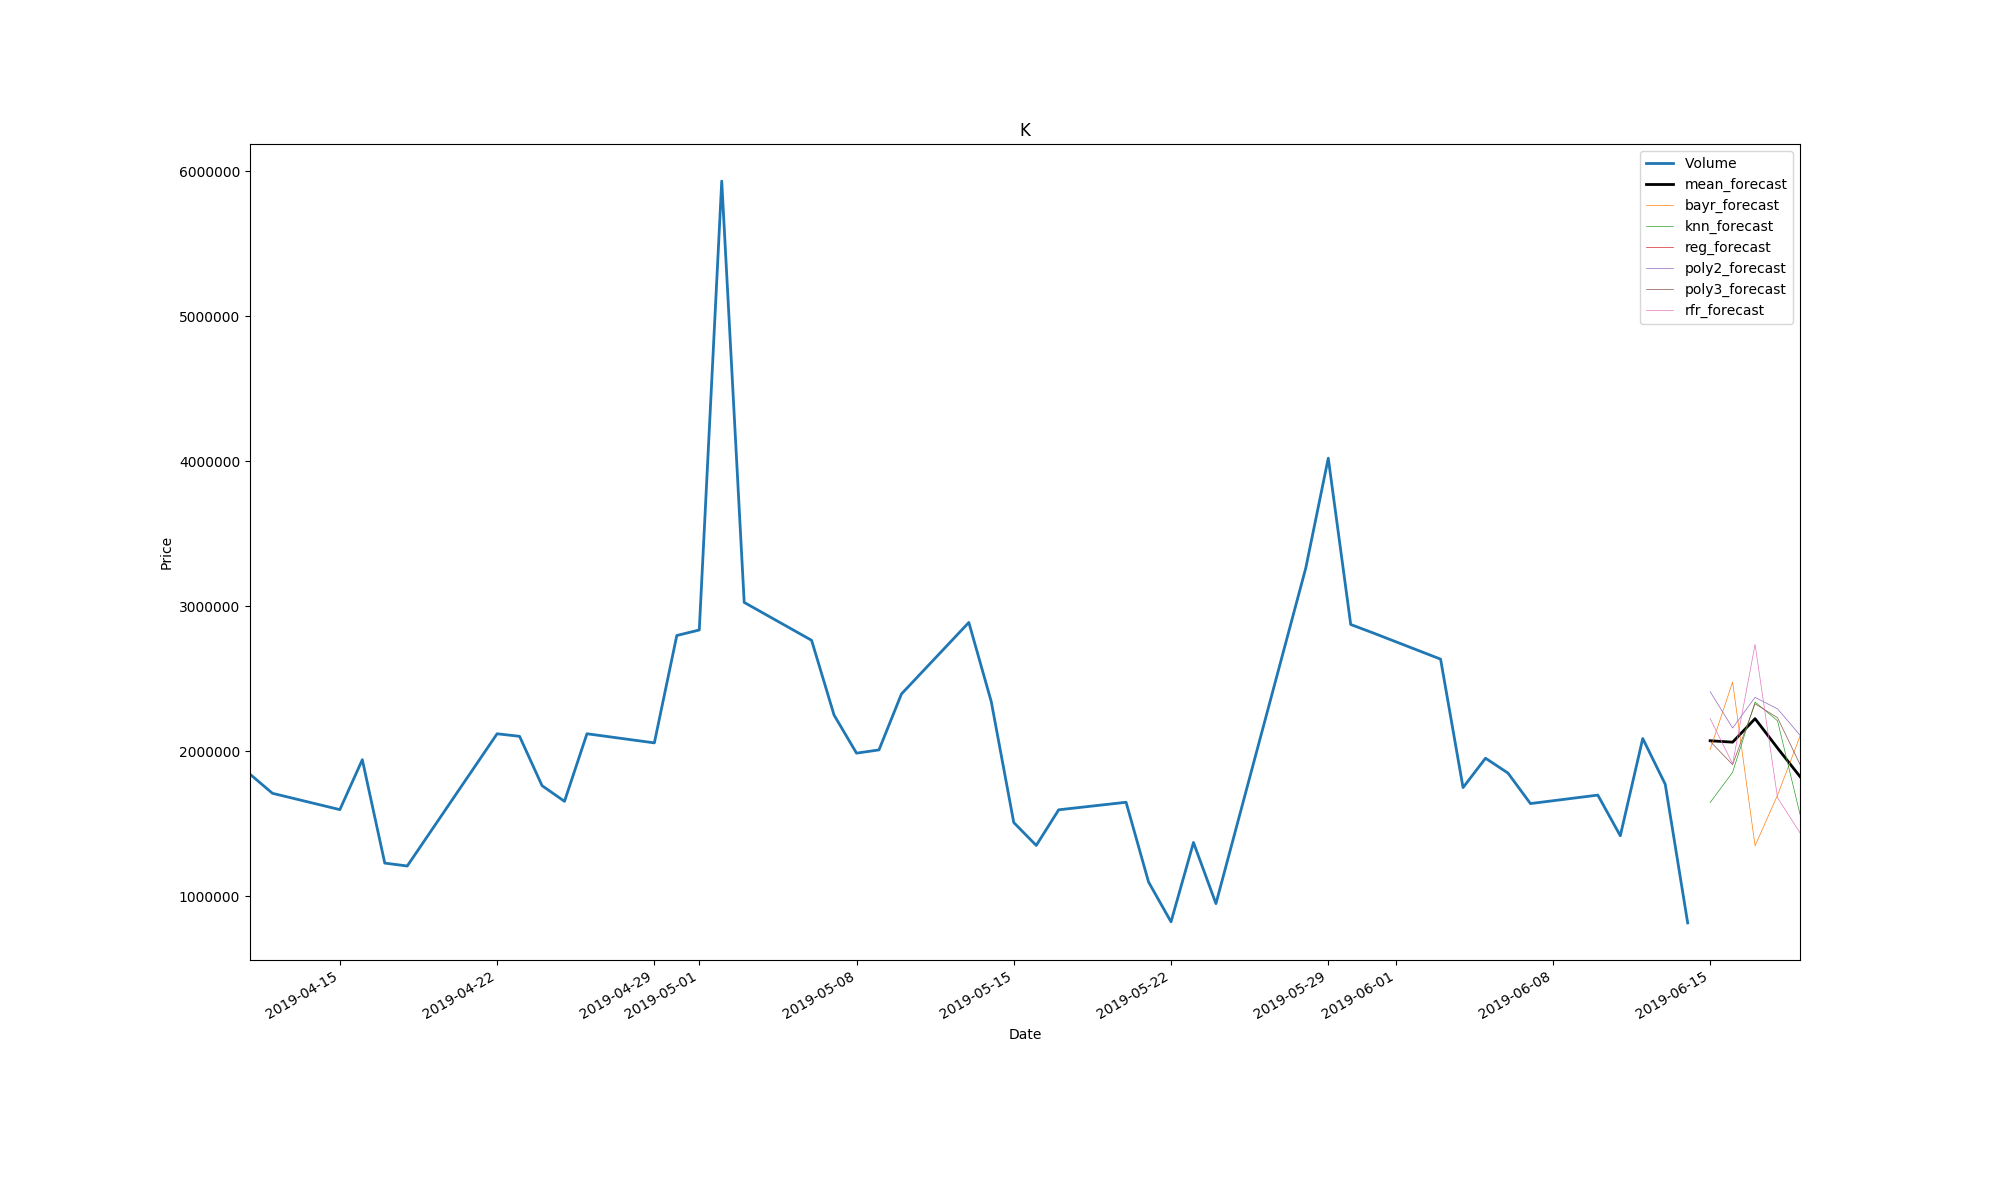 K
Volume
mean_forecast
bayr_forecast
knn_forecast
reg_forecast
poly2_forecast
poly3_forecast
rfr_forecast
6000000
5000000
4000000
3000000
2000000
1000000
Price
2019-04-15
2019-04-22
2019-04-29
2019-05-01
2019-05-08
2019-05-15
2019-05-22
2019-05-29
2019-06-01
2019-06-08
2019-06-15
Date